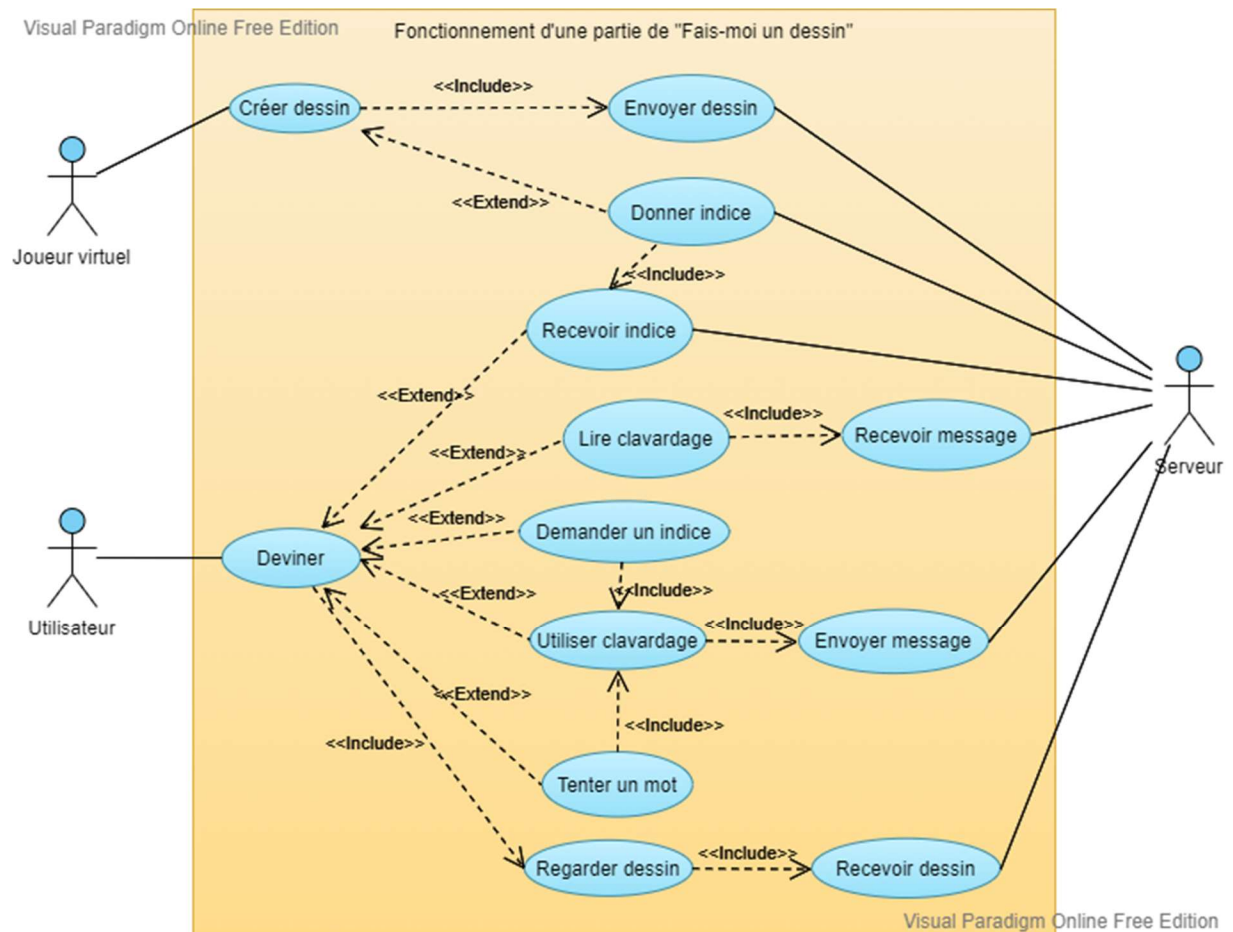 Visual Paradigm Online Free Edition
Fonctionnement d'une partie de "Fais-moi un dessin"
<<Include>>
Créer dessin
Envoyer dessin
<<Extend>>
Donner indice
Joueur virtuel
<<Include>>
Recevoir indice
<<Extend>>
<<Include>>
Lire clavardage
Recevoir message
<<Extend>>
Serveur
<<Extend>>
Demander un indice
Deviner
<<Include>>
<<Extend>>
Utilisateur
<<Include>>
Utiliser clavardage
Envoyer message
<<Extend>>
<<Include>>
<<Include>>
Tenter un mot
<<Include>>
Regarder dessin
Recevoir dessin
Visual Paradigm Online Free Edition